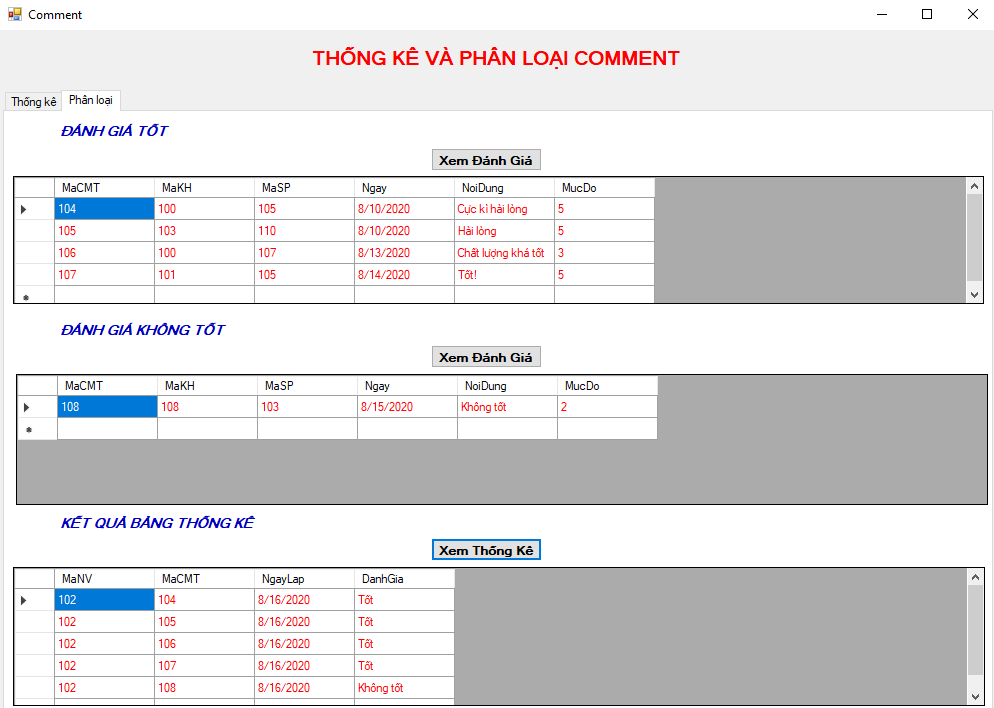 Comment
THỐNG KÊ VÀ PHÂN LOẠI COMMENT
Thống kê Phân loại
ĐÁNH GIÁ TỐT
Xem Đánh Giá
MaCMT MaKH MaSP Ngay NoiDung MucDo
104 100 105 8/10/2020 Cực kì hài lòng 5
105 103 110 8/10/2020 Hài lòng 5
106 100 107 8/13/2020 Chất lượng khá tốt 3
107 101 105 8/14/2020 Tốt! 5
ĐÁNH GIÁ KHÔNG TỐT
Xem Đánh Giá
MaCMT MaKH MaSP Ngay NoiDung MucDo
108 108 103 8/15/2020 Không tốt 2
KẾT QUẢ BẢNG THỐNG KÊ
Xem Thống Kê
MaNV MaCMT NgayLap DanhGia
102 104 8/16/2020 Tốt
102 105 8/16/2020 Tốt
102 106 8/16/2020 Tốt
102 107 8/16/2020 Tốt
102 108 8/16/2020 Không tốt